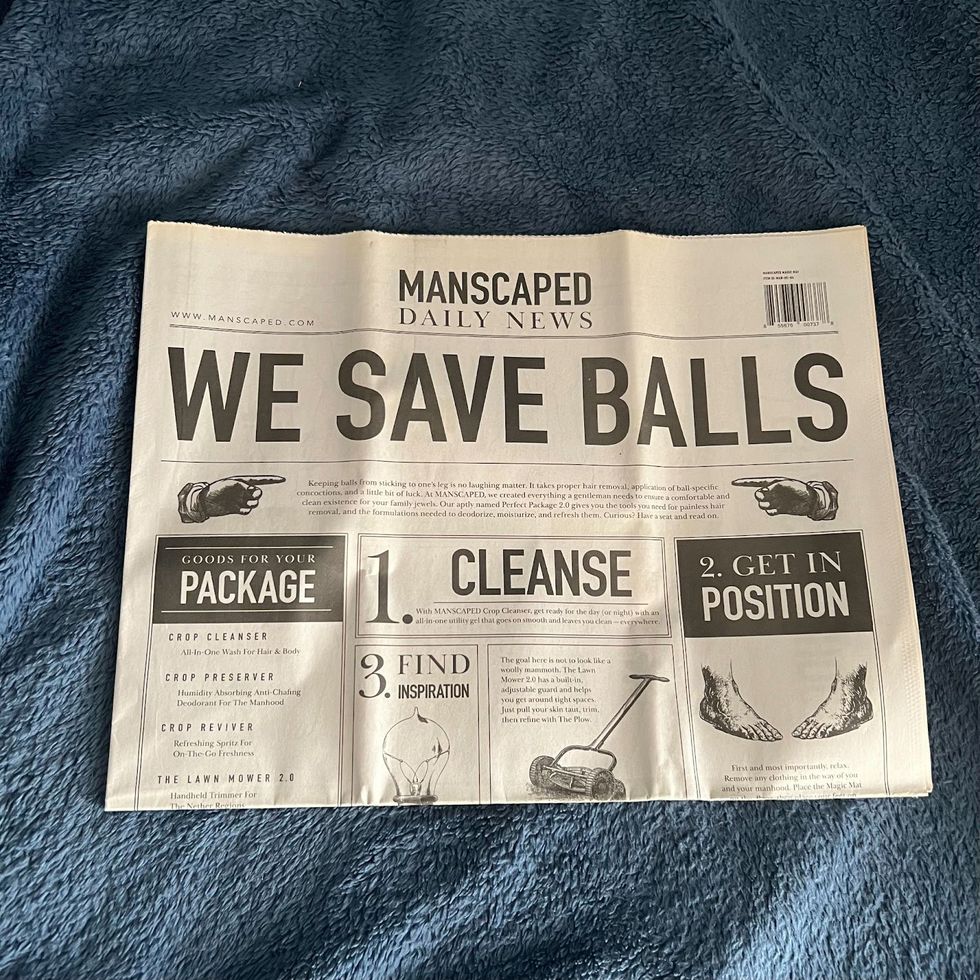 MANSCAPED
DAILY NEWS
WWW.MANSCAPED.COM
WE SAVE BALLS
Keeping balls from sticking to one's leg is no laughing matter. It takes proper hair removal, application of ball-specific
concoctions, and a little bit of luck. At MANSCAPED, we created everything a gentleman needs to ensure a comfortable and
clean existence for your family jewels. Our aptly named Perfect Package 2.0 gives you the tools you need for painless hair
removal, and the formulations needed to deodorize, moisturize, and refresh them. Curious? Have a seat and read on.
GOODS FOR YOUR
PACKAGE
CROP CLEANSER
All-In-One Wash For Hair & Body
CROP PRESERVER
Humidity Absorbing Anti-Chafing
Deodorant For The Manhood
CROP REVIVER
Refreshing Spritz For
On-The-Go Freshness
THE LAWN MOWER 2.0
Handheld Trimmer For
The Nether Regions
1. CLEANSE
With MANSCAPED Crop Cleanser, get ready for the day (or night) with an
all-in-one utility gel that goes on smooth and leaves you clean — everywhere.
2. GET IN
POSITION
First and most importantly, relax.
Remove any clothing in the way of you
and your manhood. Place the Magic Mat
3. FIND
INSPIRATION
The goal here is not to look like a
woolly mammoth. The Lawn
Mower 2.0 has a built-in,
adjustable guard and helps
you get around tight spaces.
Just pull your skin taut, trim,
then refine with The Plow.